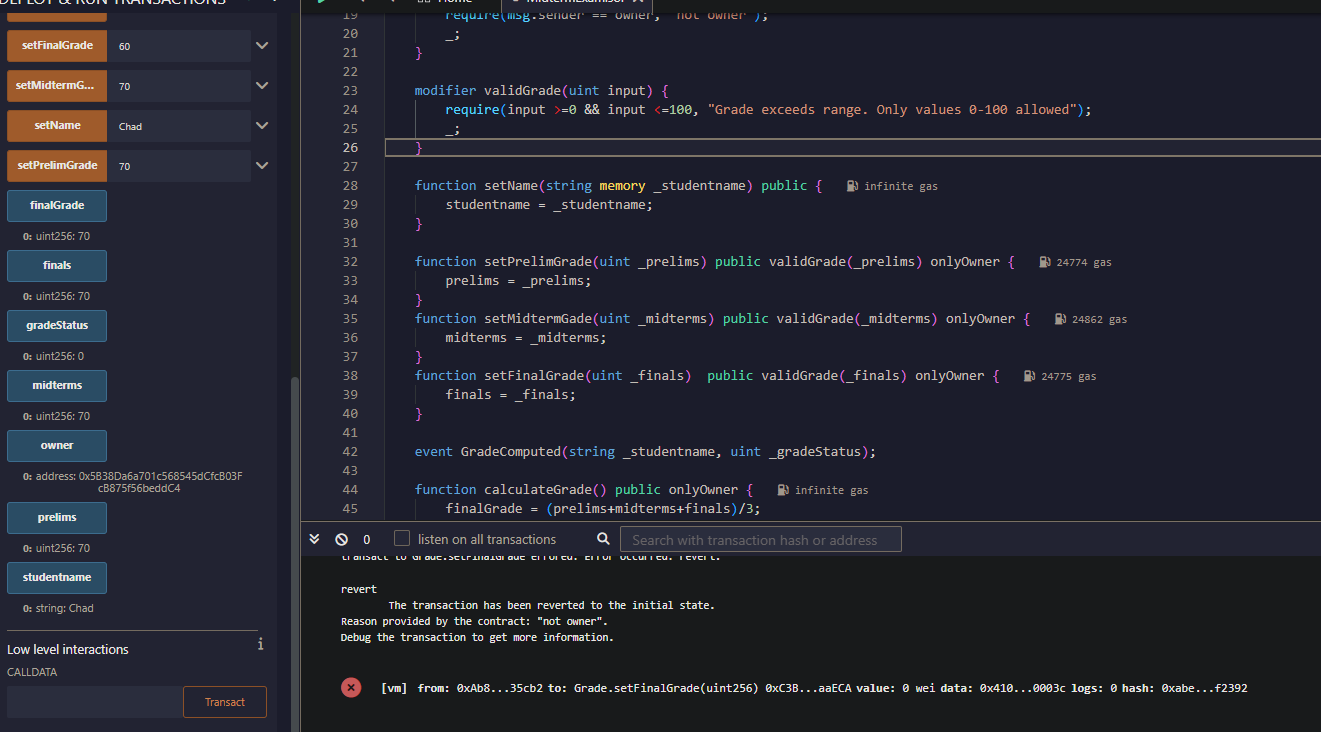 DEPLOY & RUN TRANSACTIONS
setFinalGrade 60
setMidtermG... 70
setName Chad
setPrelimGrade 70
finalGrade
0: uint256: 70
finals
0: uint256: 70
gradeStatus
0: uint256: 0
midterms
0: uint256: 70
owner
0: address: 0x5B38Da6a701c568545dCfcB03F
cB875f56beddC4
prelims
0: uint256: 70
studentname
0: string: Chad
Low level interactions
CALLDATA
Transact
Home
19 require(msg.sender == owner, "not owner");
20 _;
21 }
22
23 modifier validGrade(uint input) {
24 require(input >=0 && input <=100, "Grade exceeds range. Only values 0-100 allowed");
25 _;
26 }
27
28 function setName(string memory _studentname) public { infinite gas
29 studentname = _studentname;
30 }
31
32 function setPrelimGrade(uint _prelims) public validGrade(_prelims) onlyOwner { 24774 gas
33 prelims = _prelims;
34 }
35 function setMidtermGade(uint _midterms) public validGrade(_midterms) onlyOwner { 24862 gas
36 midterms = _midterms;
37 }
38 function setFinalGrade(uint _finals) public validGrade(_finals) onlyOwner { 24775 gas
39 finals = _finals;
40 }
41
42 event GradeComputed(string _studentname, uint _gradeStatus);
43
44 function calculateGrade() public onlyOwner { infinite gas
45 finalGrade = (prelims+midterms+finals)/3;
0 listen on all transactions Search with transaction hash or address
transact to Grade.setFinalGrade errored: Error occurred: revert.
revert
The transaction has been reverted to the initial state.
Reason provided by the contract: "not owner".
Debug the transaction to get more information.
[vm] from: 0xAb8...35cb2 to: Grade.setFinalGrade(uint256) 0xC3B...aaECA value: 0 wei data: 0x410...0003c logs: 0 hash: 0xabe...f2392